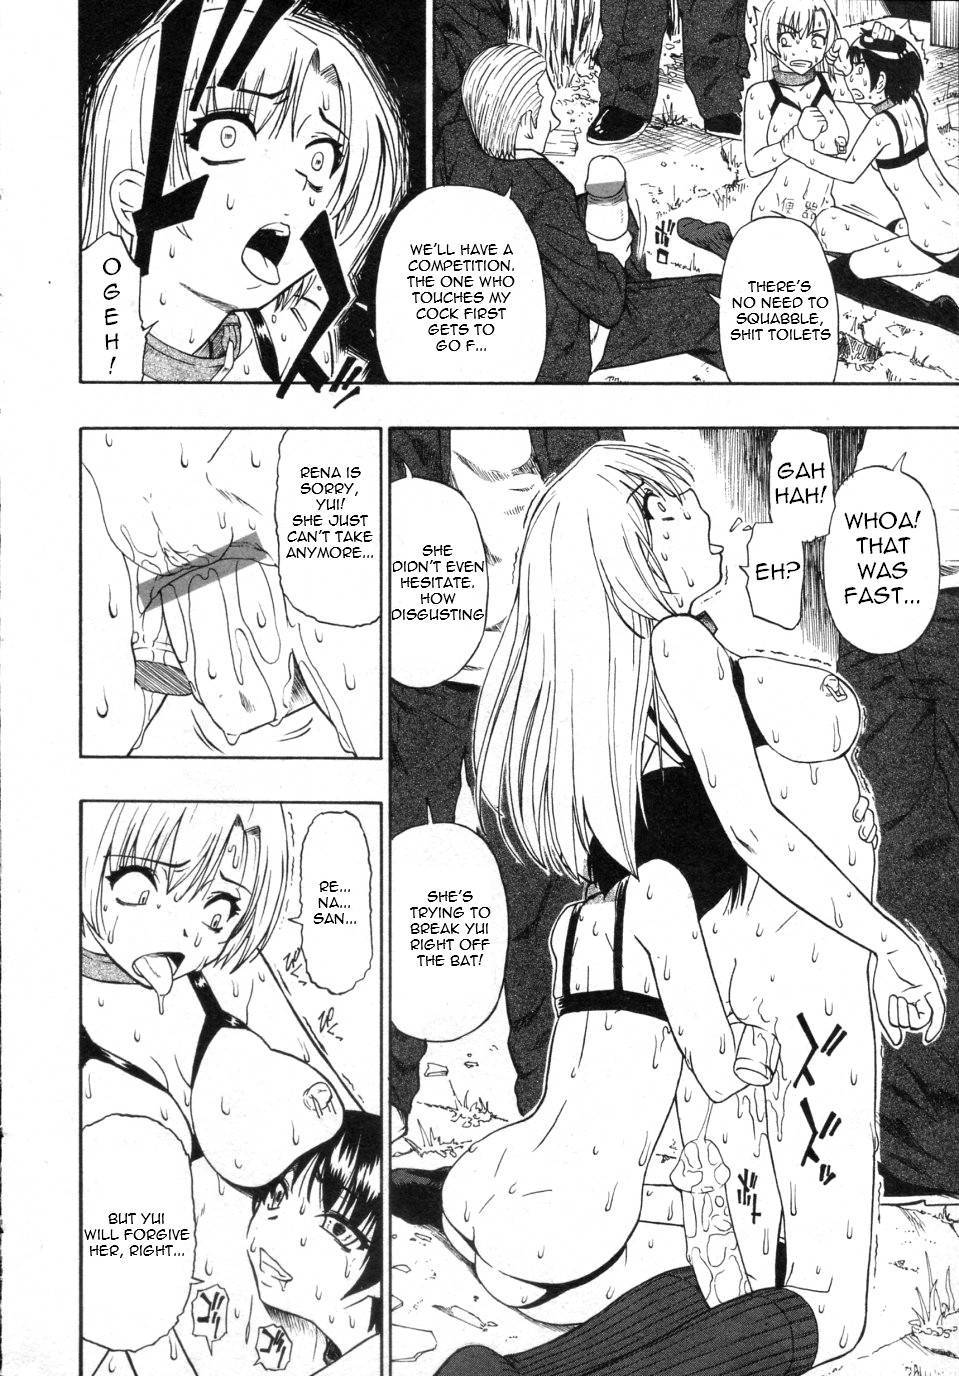 THERE'S
NO NEED TO
SQUABBLE,
SHIT TOILETS
WE'LL HAVE A
COMPETITION.
THE ONE WHO
TOUCHES MY
COCK FIRST
GETS TO
GO F...
OGEEH!
WHOA!
THAT
WAS
FAST...
GAH
HAH!
EH?
SHE
DIDN'T EVEN
HESITATE.
HOW
DISGUSTING
SHE'S
TRYING TO
BREAK YUI
RIGHT OFF
THE BAT!
RENA IS
SORRY,
YUI!
SHE JUST
CAN'T TAKE
ANYMORE...
RE...
NA...
SAN...
BUT YUI
WILL FORGIVE
HER, RIGHT...